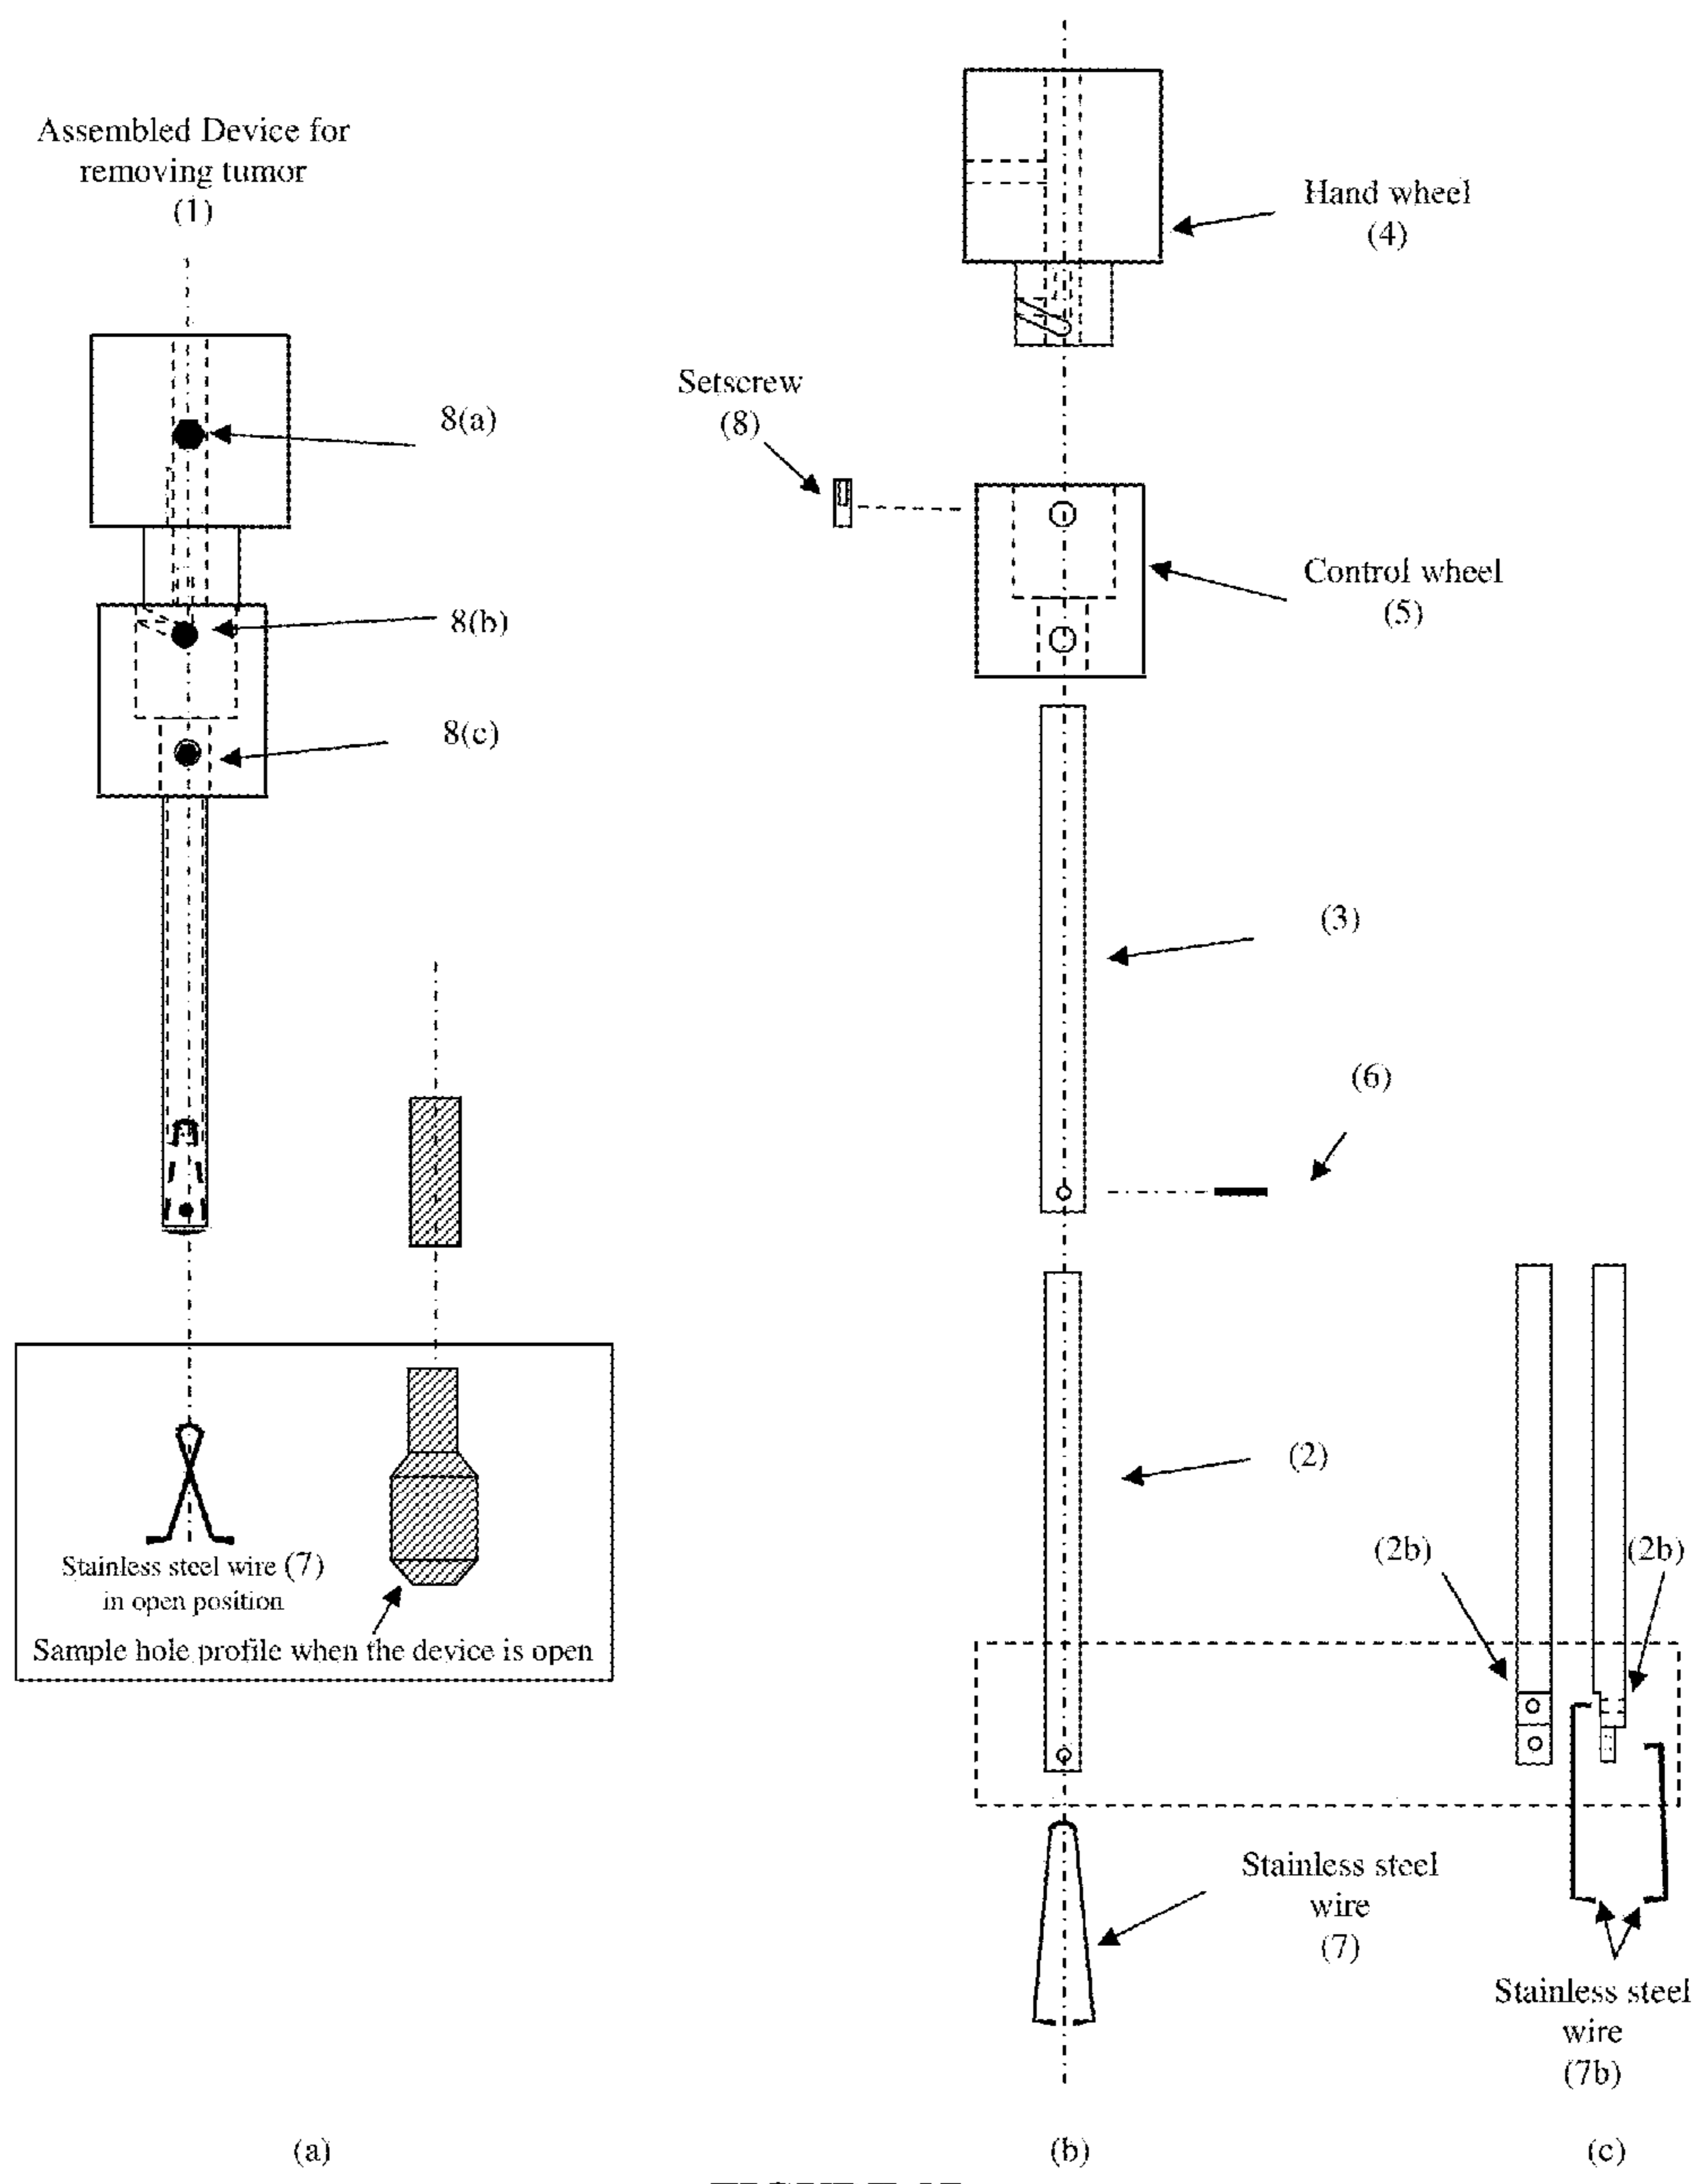 Assembled Device for
removing tumor
(1)
8(a)
8(b)
8(c)
Stainless steel wire (7)
in open position
Sample hole profile when the device is open
(a)
Hand wheel
(4)
Setscrew
(8)
Control wheel
(5)
(3)
(6)
(2)
Stainless steel
wire
(7)
(b)
(2b)
(2b)
Stainless steel
wire
(7b)
(c)